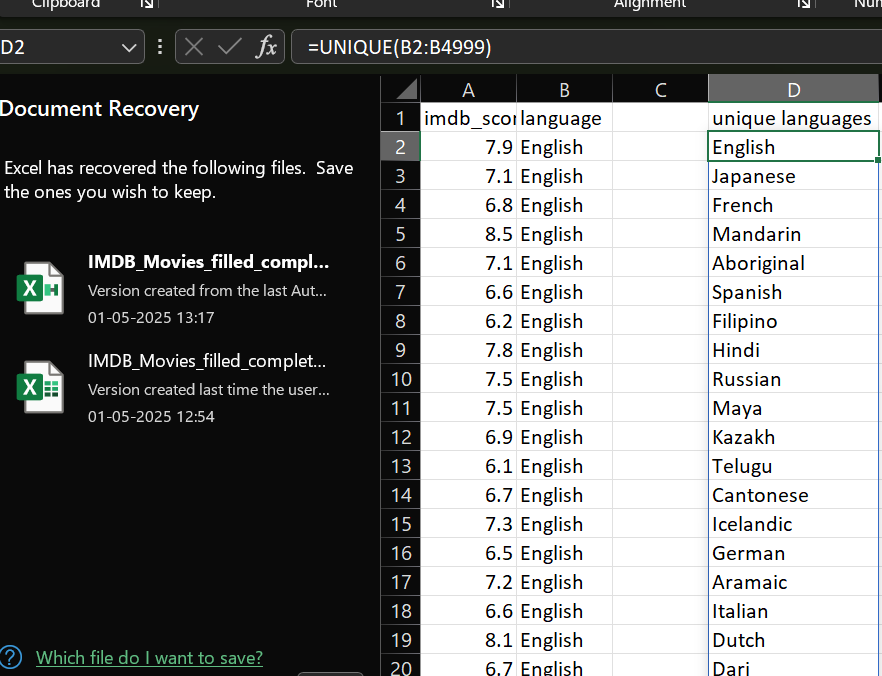 Clipboard Font Alignment
D2 fx =UNIQUE(B2:B4999)
Document Recovery
Excel has recovered the following files. Save
the ones you wish to keep.
IMDB_Movies_filled_compl...
Version created from the last Aut...
01-05-2025 13:17
IMDB_Movies_filled_complet...
Version created last time the user...
01-05-2025 12:54
? Which file do I want to save?
A B C D
1 imdb_scor language unique languages
2 7.9 English English
3 7.1 English Japanese
4 6.8 English French
5 8.5 English Mandarin
6 7.1 English Aboriginal
7 6.6 English Spanish
8 6.2 English Filipino
9 7.8 English Hindi
10 7.5 English Russian
11 7.5 English Maya
12 6.9 English Kazakh
13 6.1 English Telugu
14 6.7 English Cantonese
15 7.3 English Icelandic
16 6.5 English German
17 7.2 English Aramaic
18 6.6 English Italian
19 8.1 English Dutch
20 6.7 English Dari